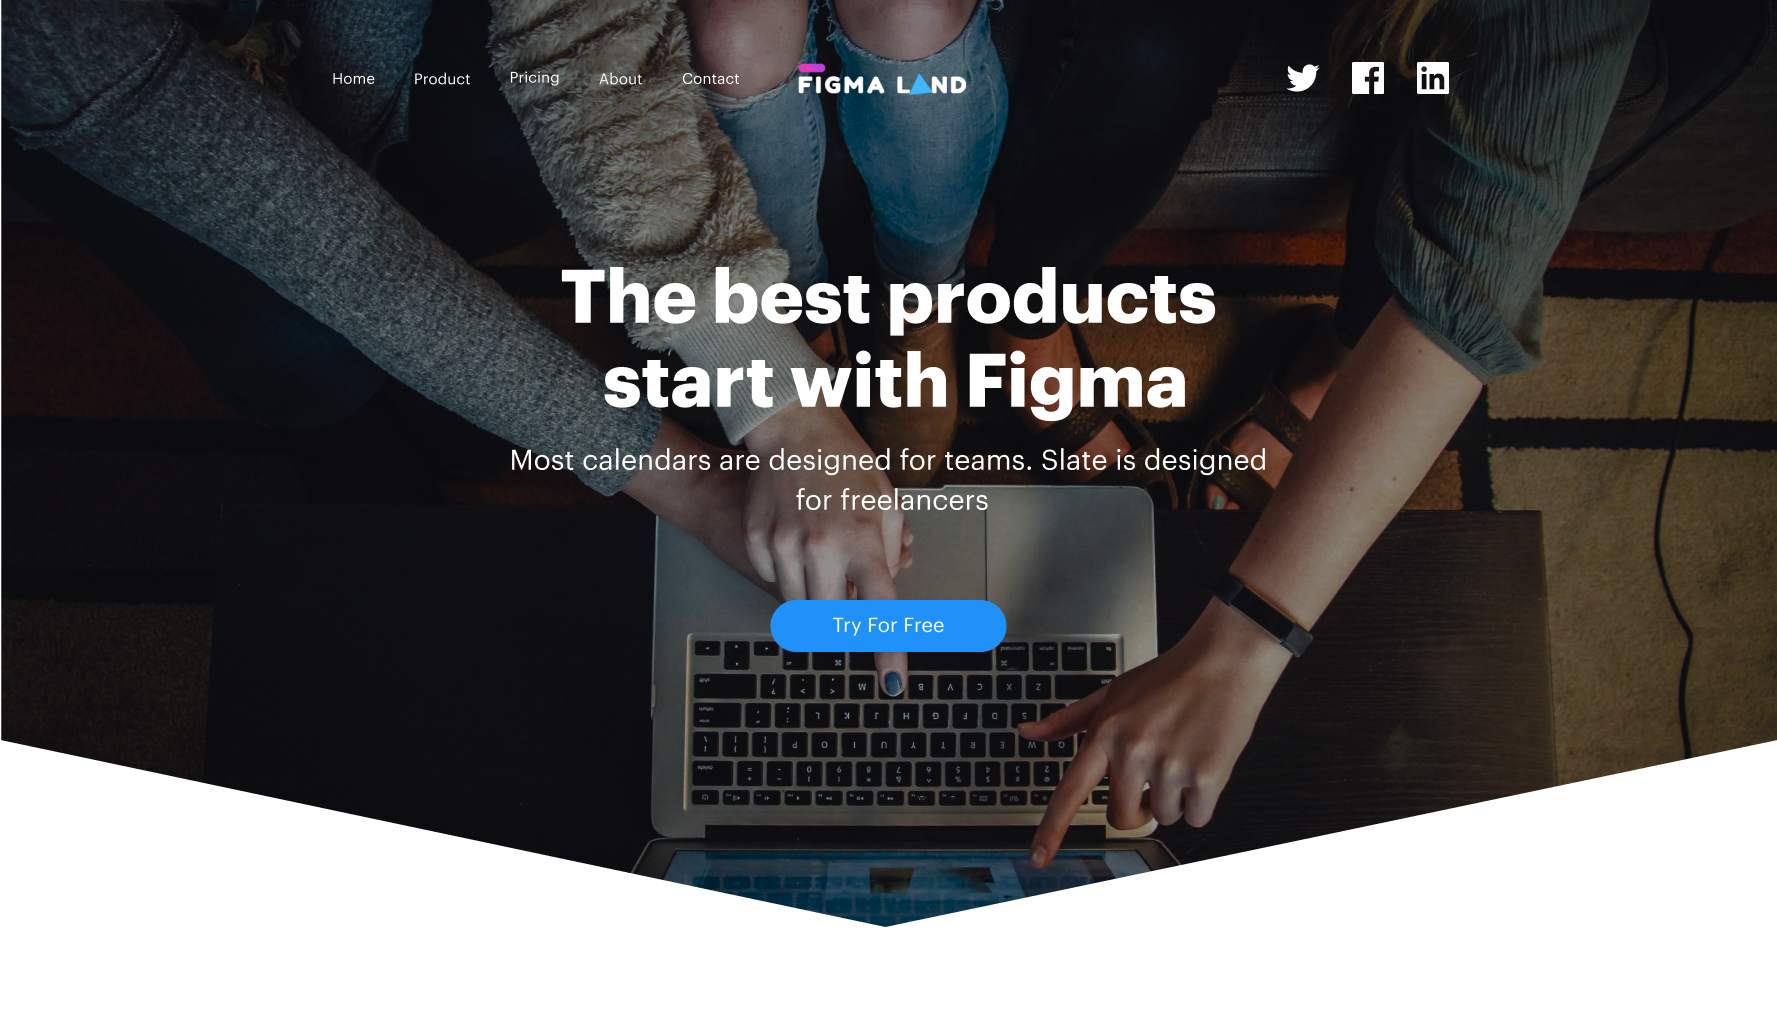 Home Product Pricing About Contact FIGMA LAND
The best products
start with Figma
Most calendars are designed for teams. Slate is designed
for freelancers
Try For Free